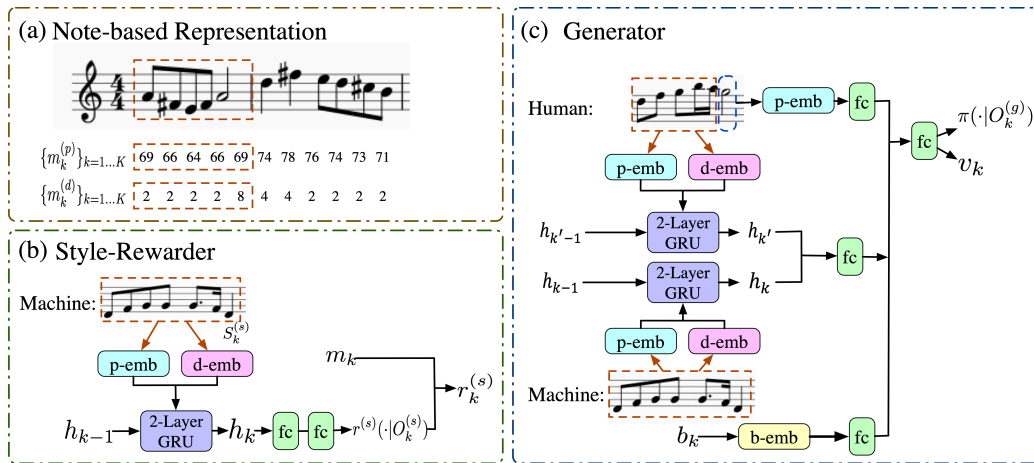 (a) Note-based Representation
4
4
{m_k^(p)}_{k=1...K} 69 66 64 66 69 74 78 76 74 73 71
{m_k^(d)}_{k=1...K} 2 2 2 2 8 4 4 2 2 2 2
(b) Style-Rewarder
Machine:
S_k^(s)
p-emb d-emb
m_k
r_k^(s)
h_{k-1} 2-Layer GRU h_k fc fc r^(s)(·|O_k^(s))
(c) Generator
Human:
p-emb fc
π(·|O_k^(g))
fc
v_k
p-emb d-emb
h_{k'-1} 2-Layer GRU h_{k'}
fc
h_{k-1} 2-Layer GRU h_k
p-emb d-emb
Machine:
b_k b-emb fc